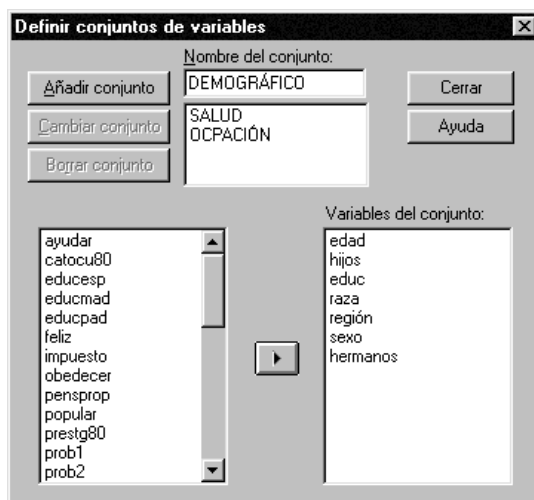 Definir conjuntos de variables
Nombre del conjunto:
Añadir conjunto
DEMOGRÁFICO
Cerrar
Cambiar conjunto
SALUD
OCPACIÓN
Ayuda
Borrar conjunto
Variables del conjunto:
ayudar
catocu80
educesp
educmad
educpad
feliz
impuesto
obedecer
pensprop
popular
prestg80
prob1
prob2
edad
hijos
educ
raza
región
sexo
hermanos